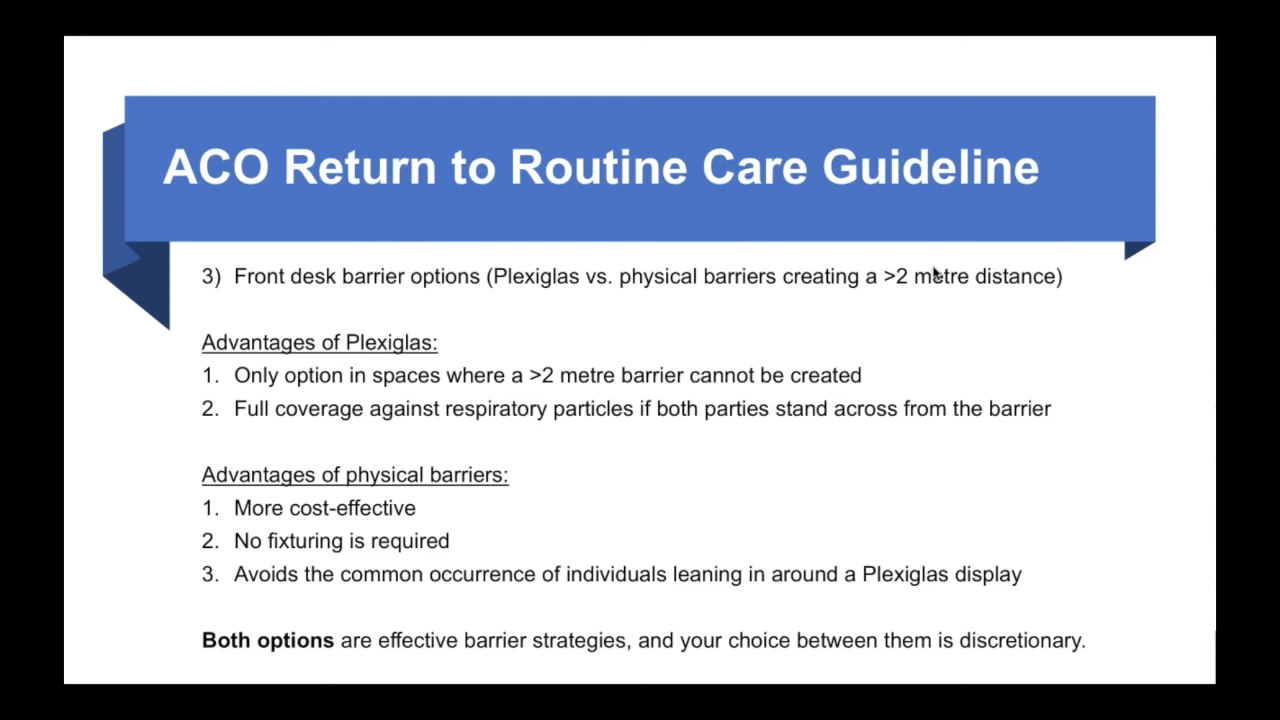 ACO Return to Routine Care Guideline
3) Front desk barrier options (Plexiglas vs. physical barriers creating a >2 metre distance)
Advantages of Plexiglas:
1. Only option in spaces where a >2 metre barrier cannot be created
2. Full coverage against respiratory particles if both parties stand across from the barrier
Advantages of physical barriers:
1. More cost-effective
2. No fixturing is required
3. Avoids the common occurrence of individuals leaning in around a Plexiglas display
Both options are effective barrier strategies, and your choice between them is discretionary.